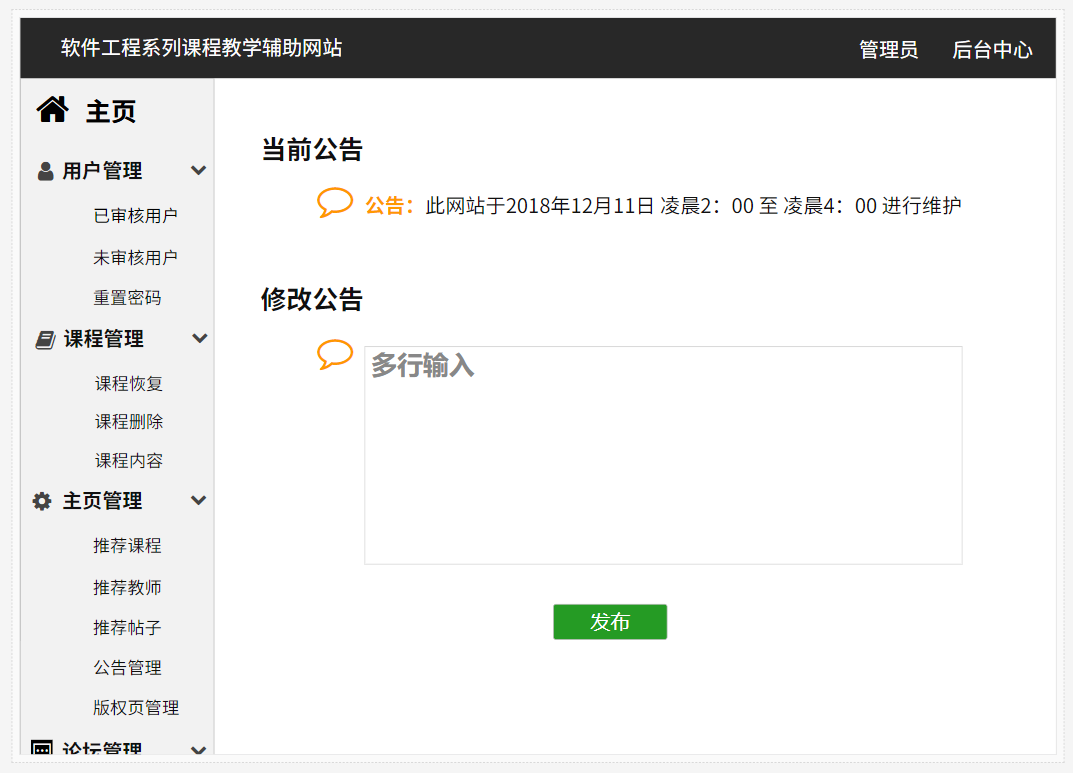 软件工程系列课程教学辅助网站
管理员 后台中心
主页
用户管理
已审核用户
未审核用户
重置密码
课程管理
课程恢复
课程删除
课程内容
主页管理
推荐课程
推荐教师
推荐帖子
公告管理
版权页管理
论坛管理
当前公告
公告：此网站于2018年12月11日 凌晨2：00 至 凌晨4：00 进行维护
修改公告
多行输入
发布